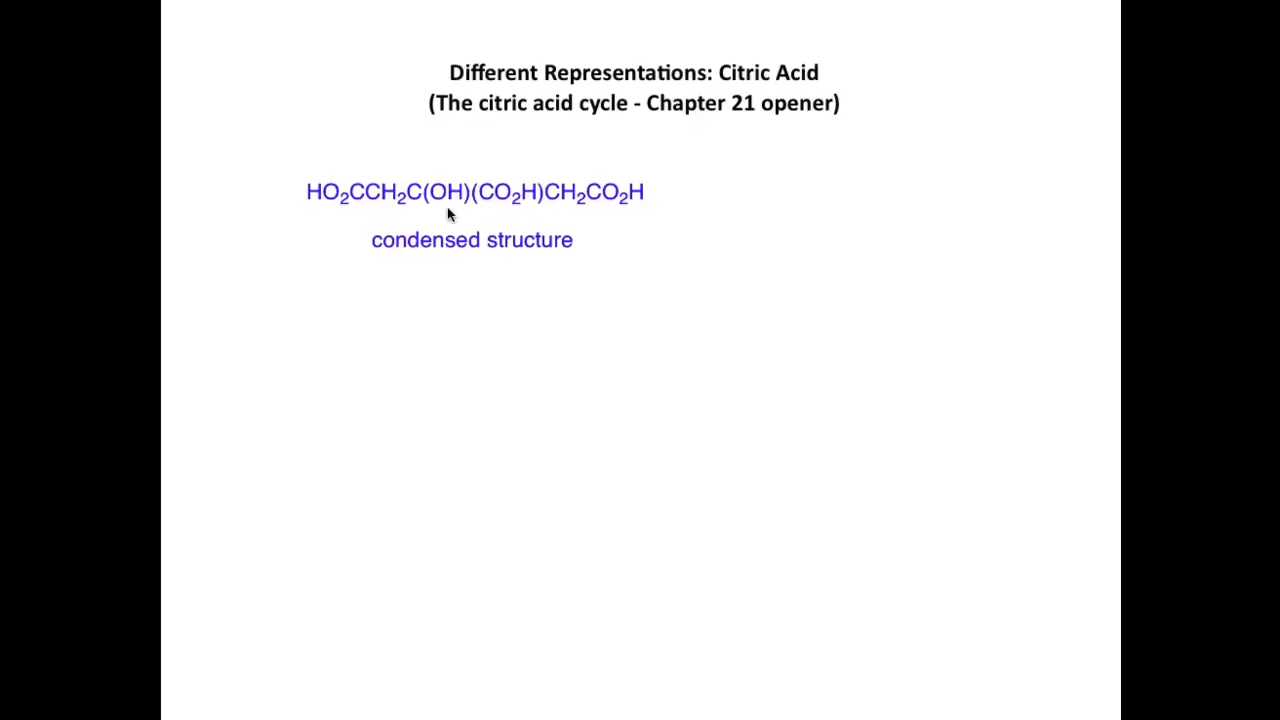 Different Representations: Citric Acid
(The citric acid cycle - Chapter 21 opener)
HO₂CCH₂C(OH)(CO₂H)CH₂CO₂H
condensed structure